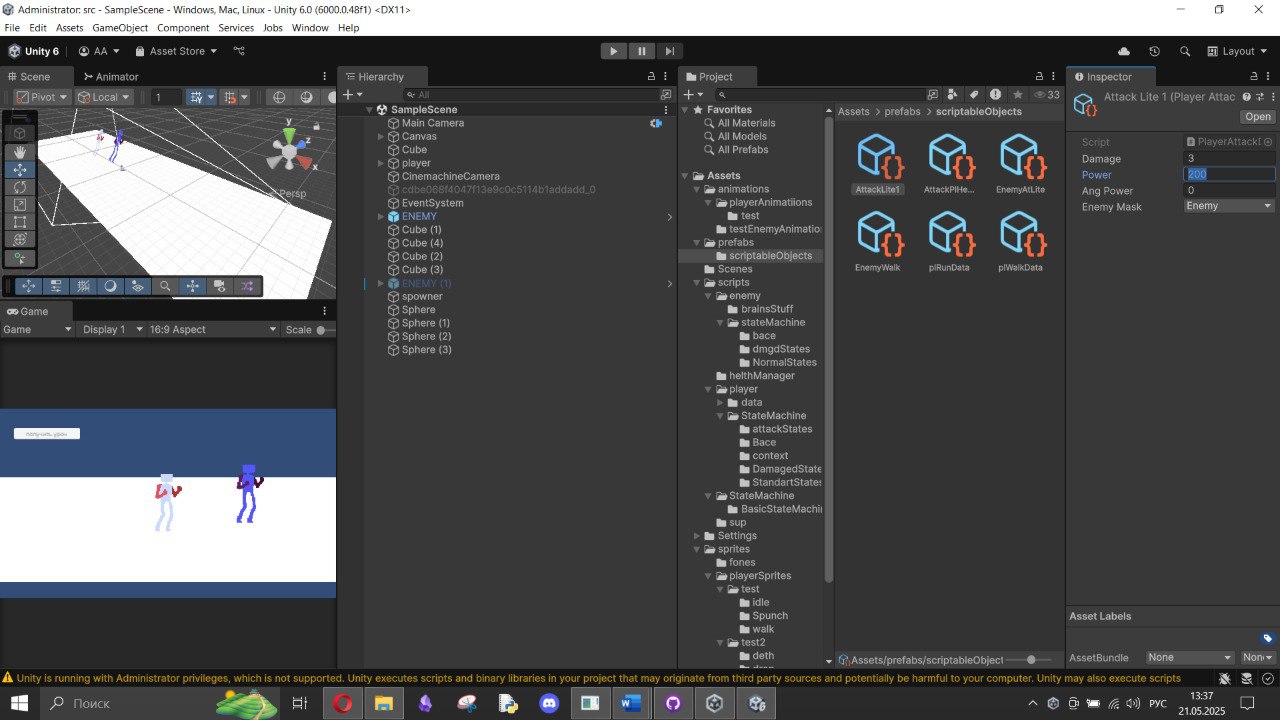 Administrator: src - SampleScene - Windows, Mac, Linux - Unity 6.0 (6000.0.48f1) <DX11>
File Edit Assets GameObject Component Services Jobs Window Help
Unity 6 AA Asset Store Layout
Scene Animator
Pivot Local 1
y
x
Persp
Game
Game Display 1 16:9 Aspect Scale
получить урон
Hierarchy
All
SampleScene
Main Camera
Canvas
Cube
player
CinemachineCamera
cdbe068f4047f13e9c0c5114b1addadd_0
EventSystem
ENEMY
Cube (1)
Cube (4)
Cube (2)
Cube (3)
ENEMY (1)
spowner
Sphere
Sphere (1)
Sphere (2)
Sphere (3)
Project
33
Favorites
All Materials
All Models
All Prefabs
Assets
animations
playerAnimatiions
test
testEnemyAnimatio
prefabs
scriptableObjects
Scenes
scripts
enemy
brainsStuff
stateMachine
bace
dmgdStates
NormalStates
helthManager
player
data
StateMachine
attackStates
Bace
context
DamagedState
StandartStates
StateMachine
BasicStateMachi
sup
Settings
sprites
fones
playerSprites
test
idle
Spunch
walk
test2
deth
Assets prefabs scriptableObjects
AttackLite1 AttackPlHe... EnemyAtLite
EnemyWalk plRunData plWalkData
Assets/prefabs/scriptableObject
Inspector
Attack Lite 1 (Player Attac
Open
Script PlayerAttackD
Damage 3
Power 200
Ang Power 0
Enemy Mask Enemy
Asset Labels
AssetBundle None Non
Unity is running with Administrator privileges, which is not supported. Unity executes scripts and binary libraries in your project that may originate from third party sources and potentially be harmful to your computer. Unity may also execute scripts
Поиск
РУС
13:37
21.05.2025